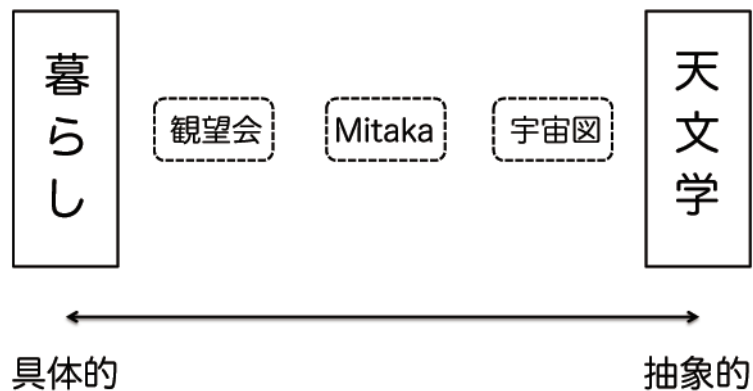 暮らし
観望会
Mitaka
宇宙図
天文学
具体的
抽象的